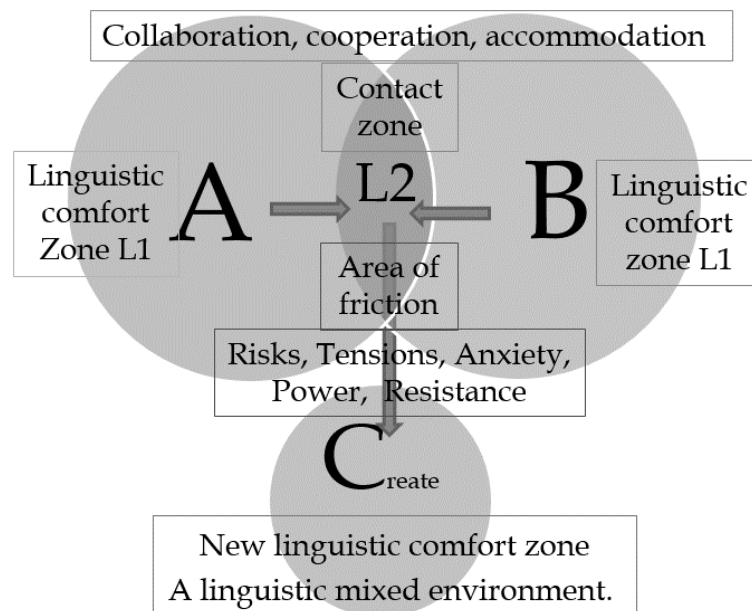 Collaboration, cooperation, accommodation
Contact
zone
Linguistic
comfort
Zone L1
A
L2
B
Linguistic
comfort
zone L1
Area of
friction
Risks, Tensions, Anxiety,
Power, Resistance
Create
New linguistic comfort zone
A linguistic mixed environment.